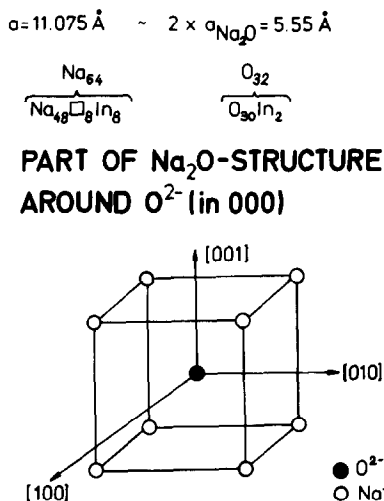 a=11.075 Å ~ 2 × aNa₂O = 5.55 Å
Na₆₄ O₃₂
Na₄₈□₈In₈ O₃₀In₂
PART OF Na₂O-STRUCTURE
AROUND O²⁻ (in 000)
[001]
[010]
[100]
● O²⁻
○ Na